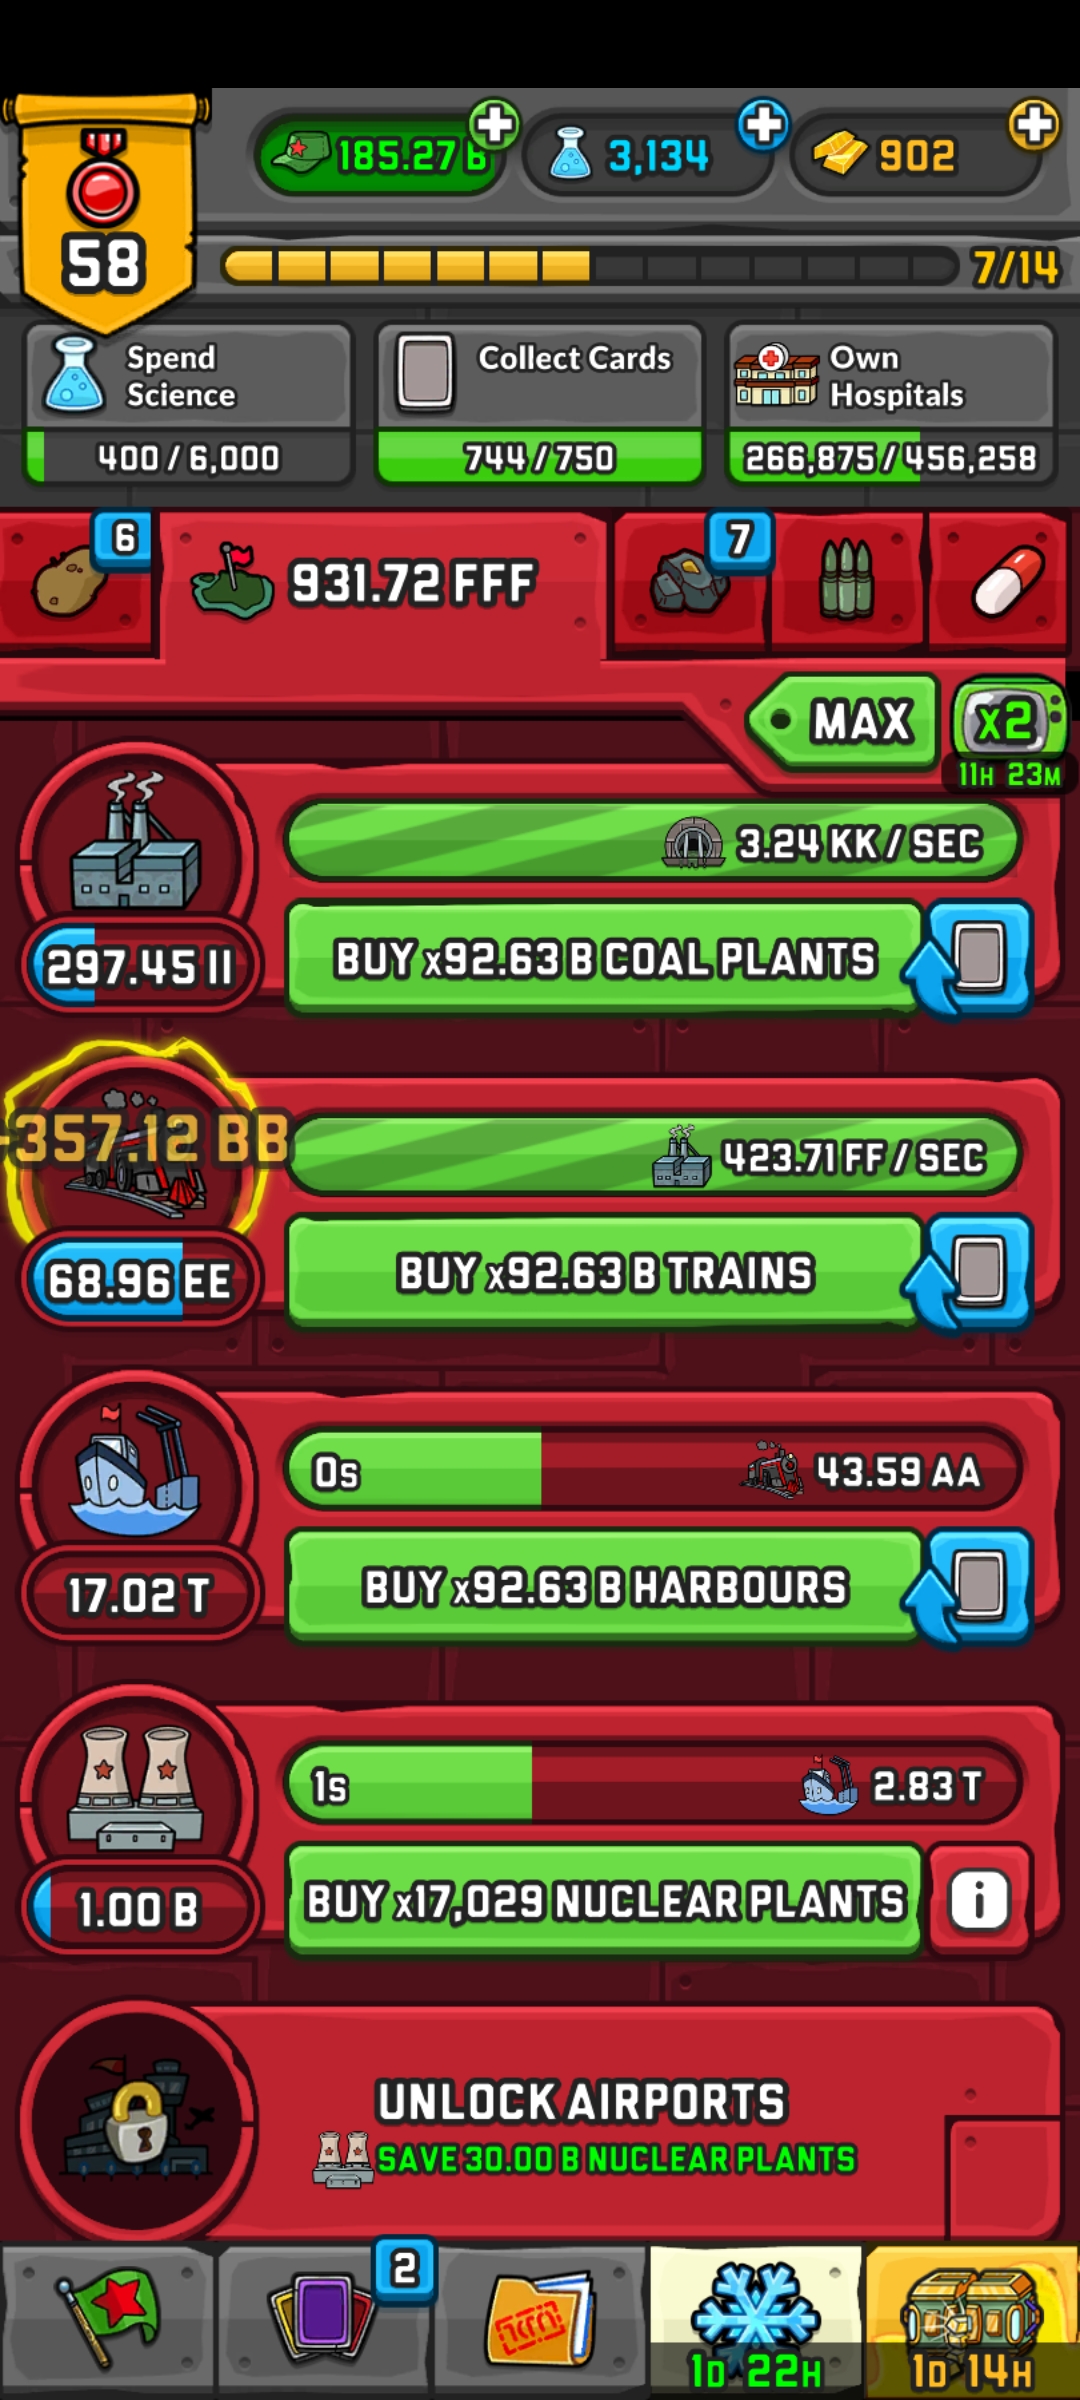 185.27 B
3,134
902
58
7/14
Spend
Science
Collect Cards
Own
Hospitals
400 / 6,000
744 / 750
266,875 / 456,258
6
931.72 FFF
7
MAX
x2
11H 23M
3.24 KK / SEC
297.45 II
BUY x92.63 B COAL PLANTS
357.12 BB
423.71 FF / SEC
68.96 EE
BUY x92.63 B TRAINS
0s
43.59 AA
17.02 T
BUY x92.63 B HARBOURS
1s
2.83 T
1.00 B
BUY x17,029 NUCLEAR PLANTS
i
UNLOCK AIRPORTS
SAVE 30.00 B NUCLEAR PLANTS
2
1D 22H
1D 14H